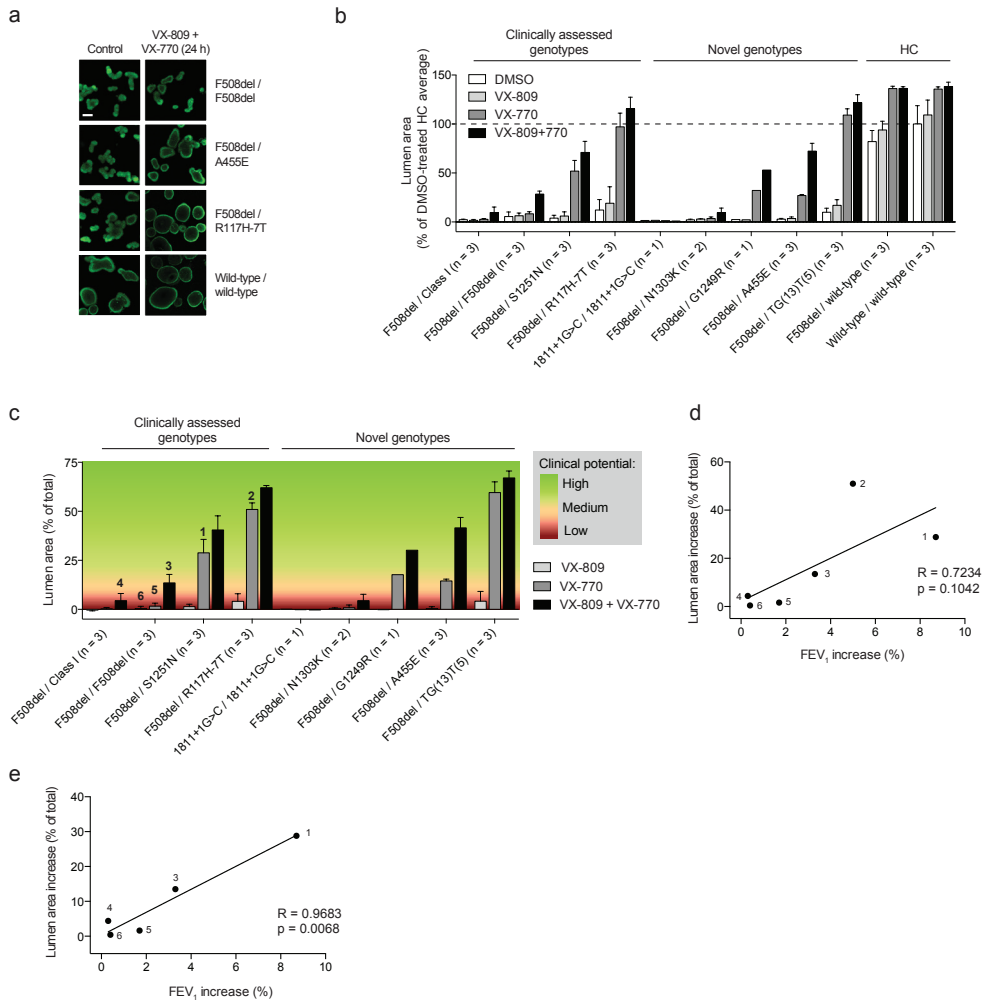 a
Control
VX-809 +
VX-770 (24 h)
F508del /
F508del
F508del /
A455E
F508del /
R117H-7T
Wild-type /
wild-type
b
Clinically assessed
genotypes
Novel genotypes
HC
DMSO
VX-809
VX-770
VX-809+770
Lumen area
(% of DMSO-treated HC average)
150
100
50
0
F508del / Class I (n = 3)
F508del / F508del (n = 3)
F508del / S1251N (n = 3)
F508del / R117H-7T (n = 3)
1811+1G>C / 1811+1G>C (n = 1)
F508del / N1303K (n = 2)
F508del / G1249R (n = 1)
F508del / A455E (n = 3)
F508del / TG(13)T(5) (n = 3)
F508del / wild-type (n = 3)
Wild-type / wild-type (n = 3)
c
Clinically assessed
genotypes
Novel genotypes
Lumen area (% of total)
75
50
25
0
4
6
5
3
1
2
Clinical potential:
High
Medium
Low
VX-809
VX-770
VX-809 + VX-770
F508del / Class I (n = 3)
F508del / F508del (n = 3)
F508del / S1251N (n = 3)
F508del / R117H-7T (n = 3)
1811+1G>C / 1811+1G>C (n = 1)
F508del / N1303K (n = 2)
F508del / G1249R (n = 1)
F508del / A455E (n = 3)
F508del / TG(13)T(5) (n = 3)
d
Lumen area increase (% of total)
60
40
20
0
2
1
3
4
6
5
R = 0.7234
p = 0.1042
0 2 4 6 8 10
FEV₁ increase (%)
e
Lumen area increase (% of total)
40
30
20
10
0
1
3
4
6
5
R = 0.9683
p = 0.0068
0 2 4 6 8 10
FEV₁ increase (%)